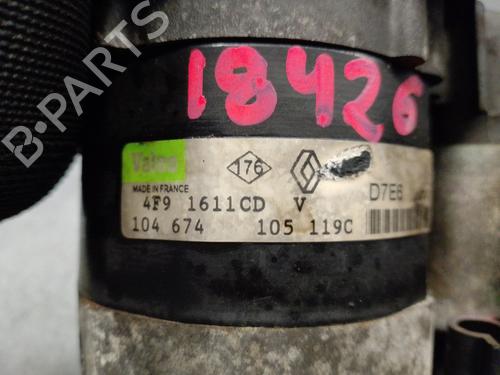 18426
Valeo
176
D7E6
MADE IN FRANCE
4F9 1611CD V
104 674 105 119C
B-PARTS